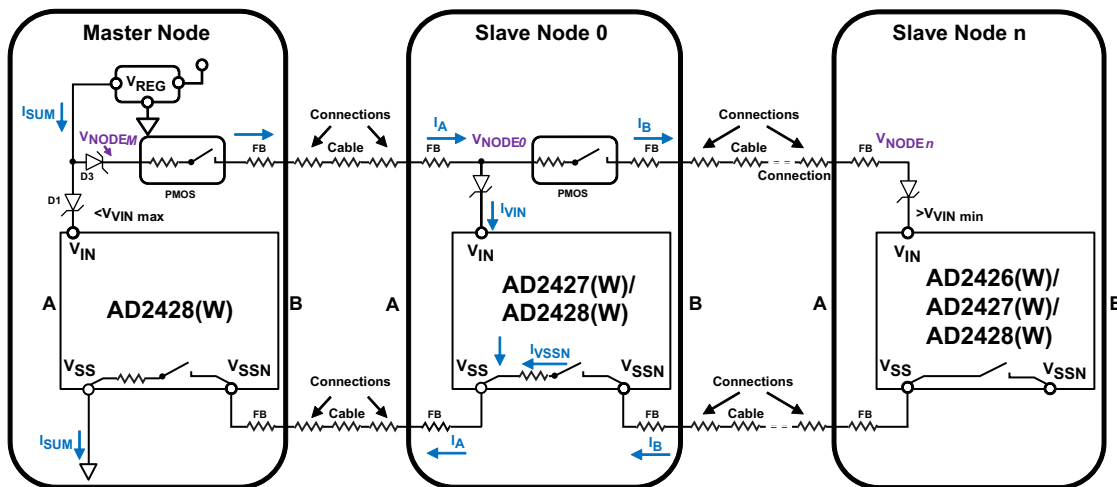 Master Node
Slave Node 0
Slave Node n
VREG
ISUM
VNODEM
D3
PMOS
FB
Connections
Cable
IA
FB
VNODE0
PMOS
IB
FB
Connections
Cable
Connection
VNODEn
FB
D1
<VVIN max
IVIN
>VVIN min
VIN
VIN
VIN
A
AD2428(W)
B
A
AD2427(W)/
AD2428(W)
B
A
AD2426(W)/
AD2427(W)/
AD2428(W)
B
VSS
VSSN
VSS
IVSSN
VSSN
VSS
VSSN
ISUM
FB
Connections
Cable
FB
IA
FB
IB
Connections
Cable
FB